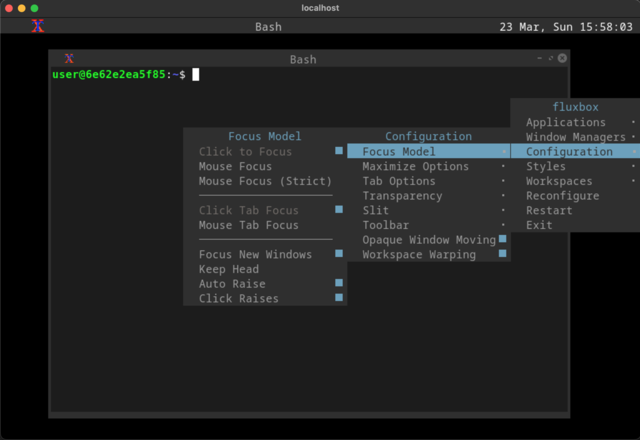 localhost
Bash
23 Mar, Sun 15:58:03
Bash
user@6e62e2ea5f85:~$
fluxbox
Applications
Window Managers
Configuration
Styles
Workspaces
Reconfigure
Restart
Exit
Configuration
Focus Model
Maximize Options
Tab Options
Transparency
Slit
Toolbar
Opaque Window Moving
Workspace Warping
Focus Model
Click to Focus
Mouse Focus
Mouse Focus (Strict)
Click Tab Focus
Mouse Tab Focus
Focus New Windows
Keep Head
Auto Raise
Click Raises